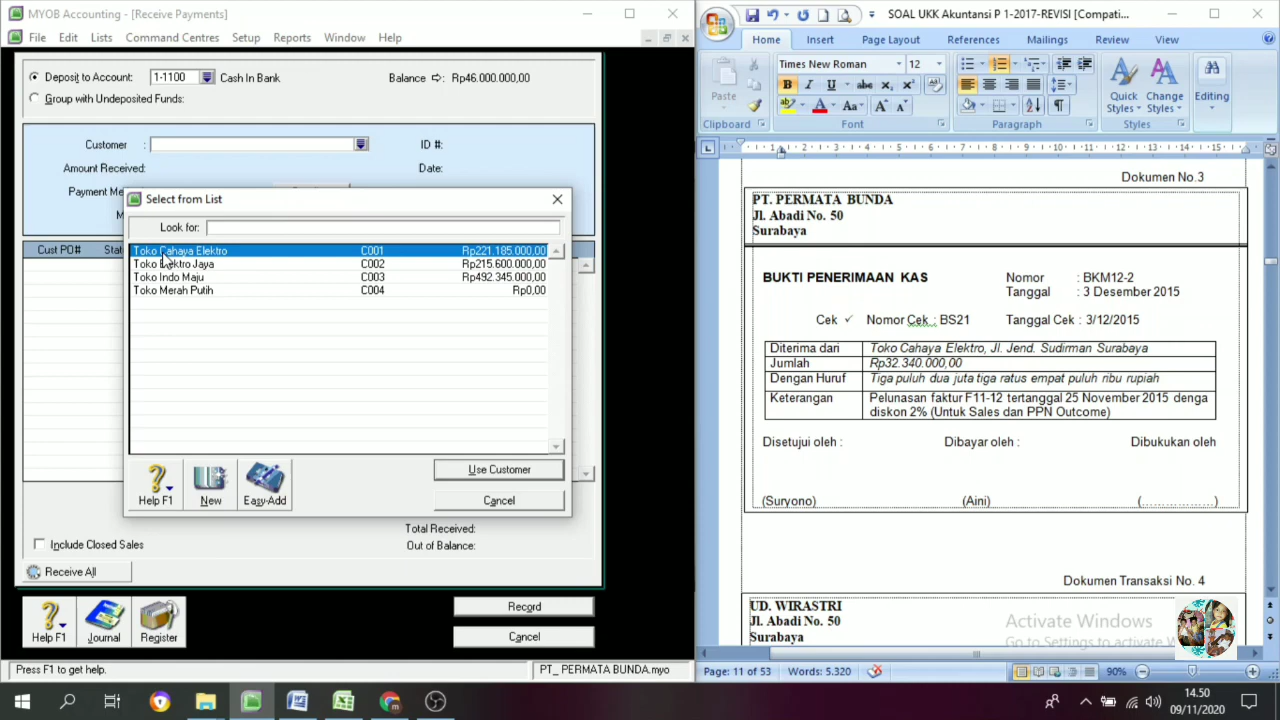 MYOB Accounting - [Receive Payments]
File Edit Lists Command Centres Setup Reports Window Help
Deposit to Account: 1-1100 Cash In Bank Balance : Rp46.000.000,00
Group with Undeposited Funds:
Customer : ID #:
Amount Received: Date:
Select from List
Look for:
Cust PO#
Toko Cahaya Elektro C001 Rp221.185.000,00
Toko Elektro Jaya C002 Rp215.600.000,00
Toko Indo Maju C003 Rp492.345.000,00
Toko Merah Putih C004 Rp0,00
Use Customer
Help F1 New Easy-Add Cancel
Total Received:
Include Closed Sales Out of Balance:
Receive All
Record
Help F1 Journal Register Cancel
Press F1 to get help. PT_ PERMATA BUNDA.myo
SOAL UKK Akuntansi P 1-2017-REVISI [Compati...
Home Insert Page Layout References Mailings Review View
Times New Roman 12
Paste Quick Styles Change Styles Editing
Clipboard Font Paragraph Styles
Dokumen No.3
PT. PERMATA BUNDA
Jl. Abadi No. 50
Surabaya
BUKTI PENERIMAAN KAS Nomor : BKM12-2
Tanggal : 3 Desember 2015
Cek ✓ Nomor Cek : BS21 Tanggal Cek : 3/12/2015
Diterima dari Toko Cahaya Elektro, Jl. Jend. Sudirman Surabaya
Jumlah Rp32.340.000,00
Dengan Huruf Tiga puluh dua juta tiga ratus empat puluh ribu rupiah
Keterangan Pelunasan faktur F11-12 tertanggal 25 November 2015 denga
diskon 2% (Untuk Sales dan PPN Outcome)
Disetujui oleh : Dibayar oleh : Dibukukan oleh
(Suryono) (Aini) (………………)
Dokumen Transaksi No. 4
UD. WIRASTRI
Jl. Abadi No. 50
Surabaya
Activate Windows
Go to Settings to activate W
Page: 11 of 53 Words: 5.320 90%
14.50
09/11/2020